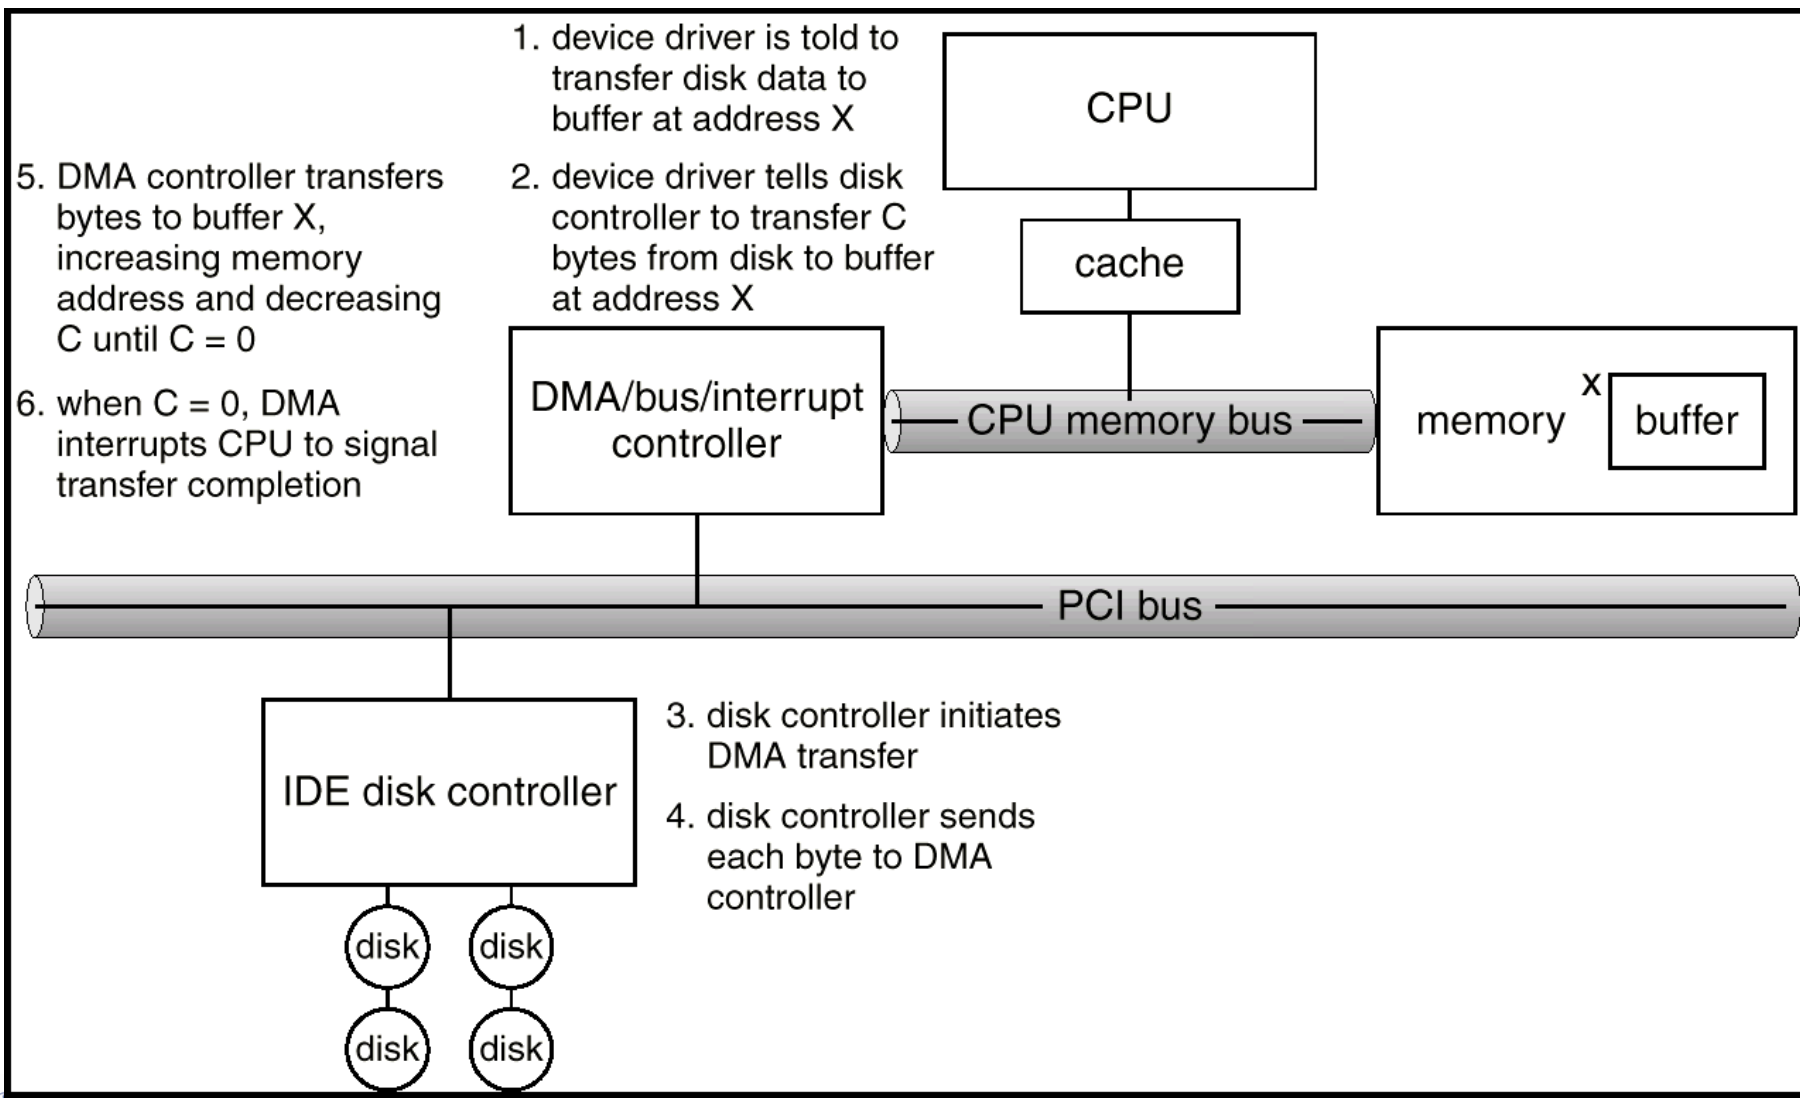 1. device driver is told to
transfer disk data to
buffer at address X
2. device driver tells disk
controller to transfer C
bytes from disk to buffer
at address X
5. DMA controller transfers
bytes to buffer X,
increasing memory
address and decreasing
C until C = 0
6. when C = 0, DMA
interrupts CPU to signal
transfer completion
CPU
cache
DMA/bus/interrupt
controller
CPU memory bus
memory
x
buffer
PCI bus
IDE disk controller
3. disk controller initiates
DMA transfer
4. disk controller sends
each byte to DMA
controller
disk
disk
disk
disk